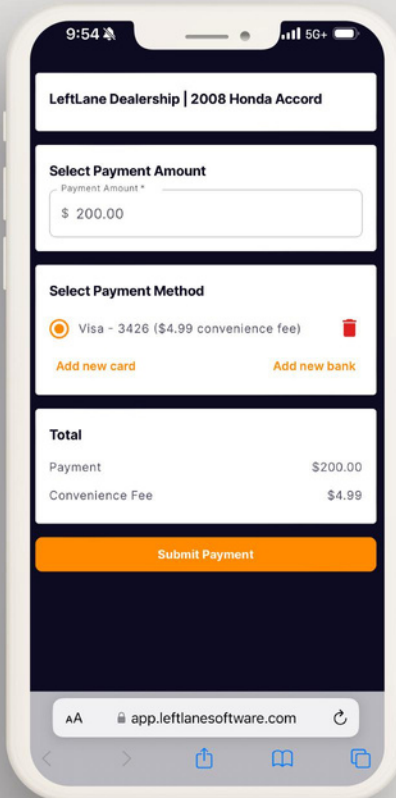 9:54
5G+
LeftLane Dealership | 2008 Honda Accord
Select Payment Amount
Payment Amount *
$ 200.00
Select Payment Method
Visa - 3426 ($4.99 convenience fee)
Add new card Add new bank
Total
Payment $200.00
Convenience Fee $4.99
Submit Payment
AA app.leftlanesoftware.com